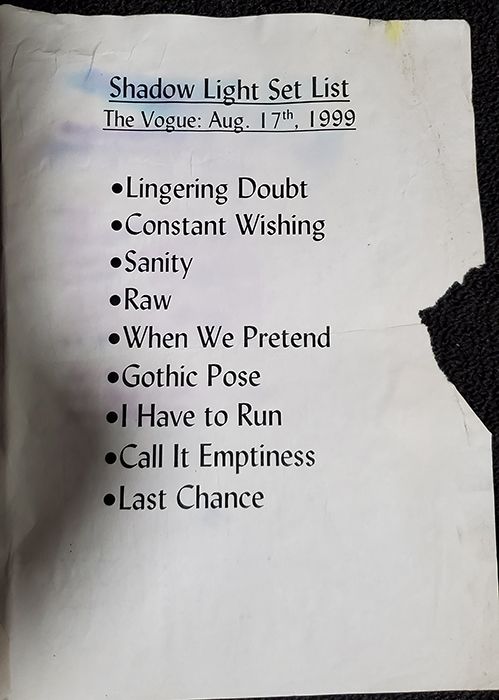 Shadow Light Set List
The Vogue: Aug. 17th, 1999
•Lingering Doubt
•Constant Wishing
•Sanity
•Raw
•When We Pretend
•Gothic Pose
•I Have to Run
•Call It Emptiness
•Last Chance